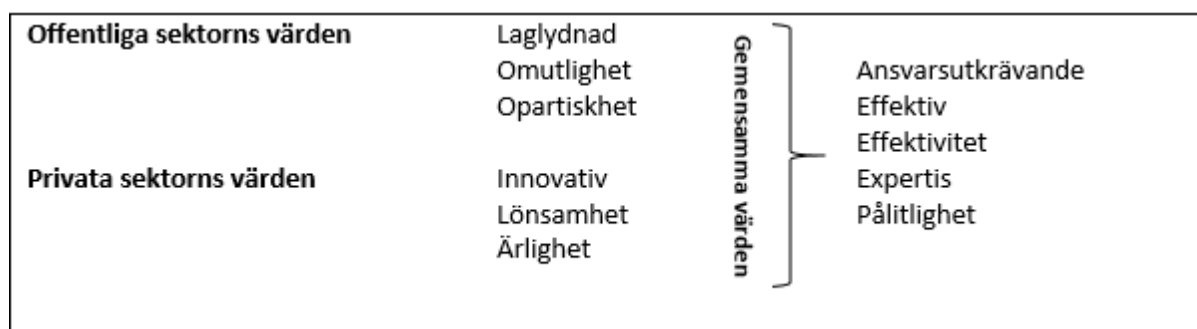 Offentliga sektorns värden
Laglydnad
Omutlighet
Opartiskhet
Privata sektorns värden
Innovativ
Lönsamhet
Ärlighet
Gemensamma värden
Ansvarsutkrävande
Effektiv
Effektivitet
Expertis
Pålitlighet